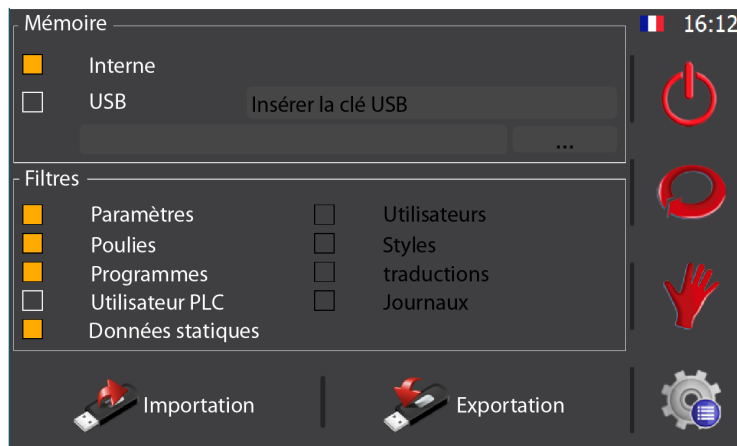 Mémoire
16:12
Interne
USB
Insérer la clé USB
...
Filtres
Paramètres
Utilisateurs
Poulies
Styles
Programmes
traductions
Utilisateur PLC
Journaux
Données statiques
Importation
Exportation